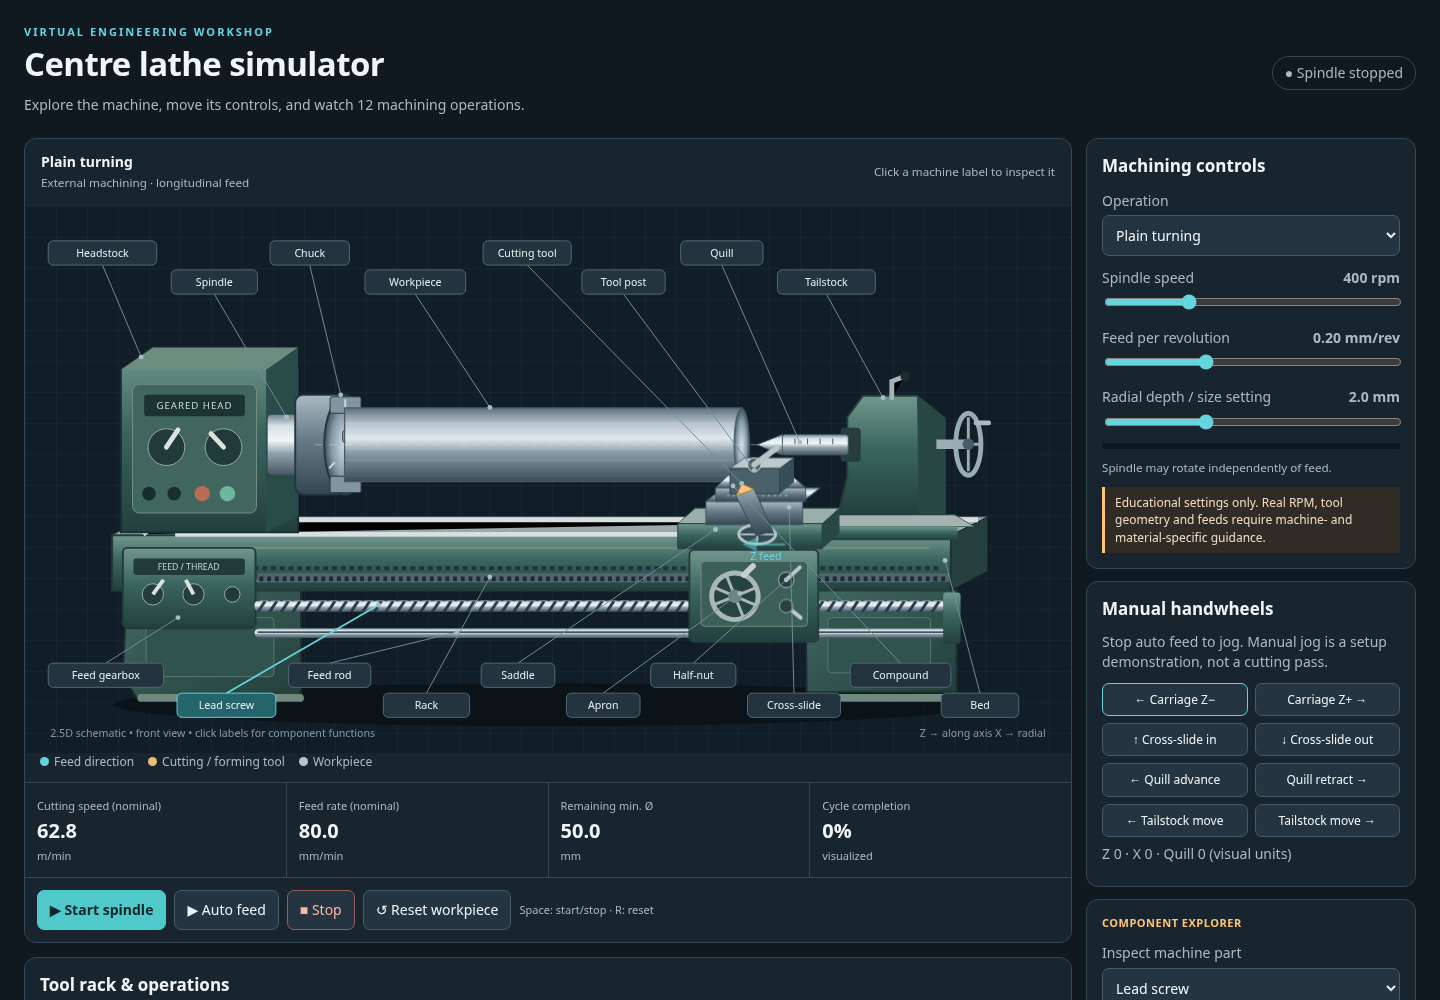 VIRTUAL ENGINEERING WORKSHOP
Centre lathe simulator
Explore the machine, move its controls, and watch 12 machining operations.
● Spindle stopped
Plain turning
External machining · longitudinal feed
Click a machine label to inspect it
Headstock
Chuck
Cutting tool
Quill
Spindle
Workpiece
Tool post
Tailstock
GEARED HEAD
FEED / THREAD
Z feed
Feed gearbox
Feed rod
Saddle
Half-nut
Compound
Lead screw
Rack
Apron
Cross-slide
Bed
2.5D schematic • front view • click labels for component functions
Z → along axis X → radial
Feed direction
Cutting / forming tool
Workpiece
Cutting speed (nominal)
62.8
m/min
Feed rate (nominal)
80.0
mm/min
Remaining min. Ø
50.0
mm
Cycle completion
0%
visualized
▶ Start spindle
▶ Auto feed
■ Stop
↺ Reset workpiece
Space: start/stop · R: reset
Tool rack & operations
Machining controls
Operation
Plain turning
Spindle speed 400 rpm
Feed per revolution 0.20 mm/rev
Radial depth / size setting 2.0 mm
Spindle may rotate independently of feed.
Educational settings only. Real RPM, tool
geometry and feeds require machine- and
material-specific guidance.
Manual handwheels
Stop auto feed to jog. Manual jog is a setup
demonstration, not a cutting pass.
← Carriage Z−
Carriage Z+ →
↑ Cross-slide in
↓ Cross-slide out
← Quill advance
Quill retract →
← Tailstock move
Tailstock move →
Z 0 · X 0 · Quill 0 (visual units)
COMPONENT EXPLORER
Inspect machine part
Lead screw